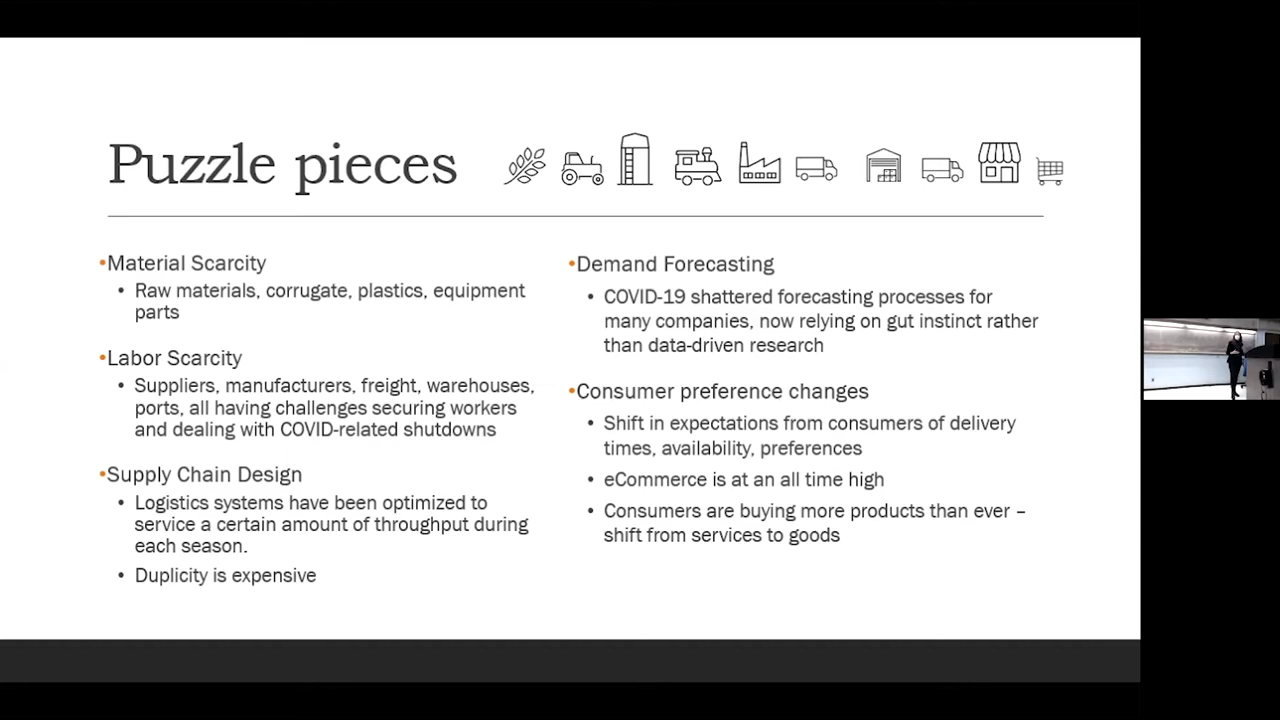 Puzzle pieces
•Material Scarcity
• Raw materials, corrugate, plastics, equipment
parts
•Labor Scarcity
• Suppliers, manufacturers, freight, warehouses,
ports, all having challenges securing workers
and dealing with COVID-related shutdowns
•Supply Chain Design
• Logistics systems have been optimized to
service a certain amount of throughput during
each season.
• Duplicity is expensive
•Demand Forecasting
• COVID-19 shattered forecasting processes for
many companies, now relying on gut instinct rather
than data-driven research
•Consumer preference changes
• Shift in expectations from consumers of delivery
times, availability, preferences
• eCommerce is at an all time high
• Consumers are buying more products than ever –
shift from services to goods